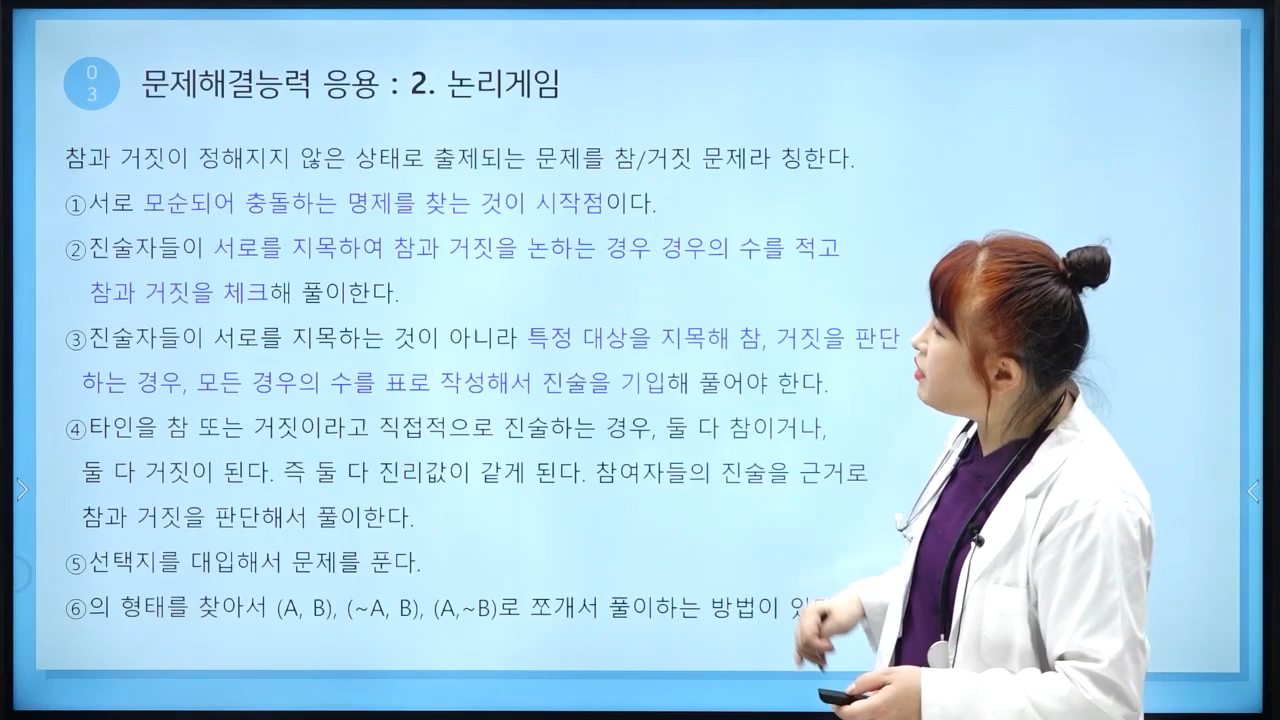 03
문제해결능력 응용 : 2. 논리게임
참과 거짓이 정해지지 않은 상태로 출제되는 문제를 참/거짓 문제라 칭한다.
①서로 모순되어 충돌하는 명제를 찾는 것이 시작점이다.
②진술자들이 서로를 지목하여 참과 거짓을 논하는 경우 경우의 수를 적고
참과 거짓을 체크해 풀이한다.
③진술자들이 서로를 지목하는 것이 아니라 특정 대상을 지목해 참, 거짓을 판단
하는 경우, 모든 경우의 수를 표로 작성해서 진술을 기입해 풀어야 한다.
④타인을 참 또는 거짓이라고 직접적으로 진술하는 경우, 둘 다 참이거나,
둘 다 거짓이 된다. 즉 둘 다 진리값이 같게 된다. 참여자들의 진술을 근거로
참과 거짓을 판단해서 풀이한다.
⑤선택지를 대입해서 문제를 푼다.
⑥의 형태를 찾아서 (A, B), (~A, B), (A,~B)로 쪼개서 풀이하는 방법이